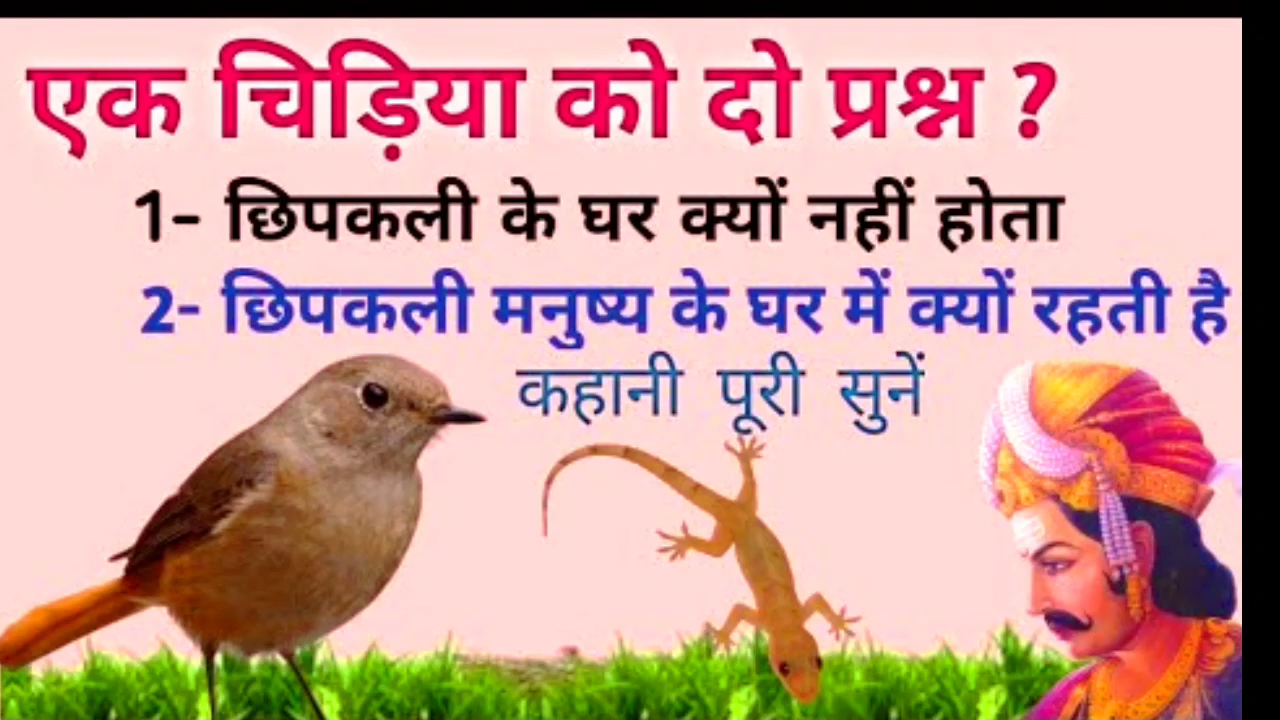 एक चिड़िया को दो प्रश्न ?
1- छिपकली के घर क्यों नहीं होता
2- छिपकली मनुष्य के घर में क्यों रहती है
कहानी पूरी सुनें